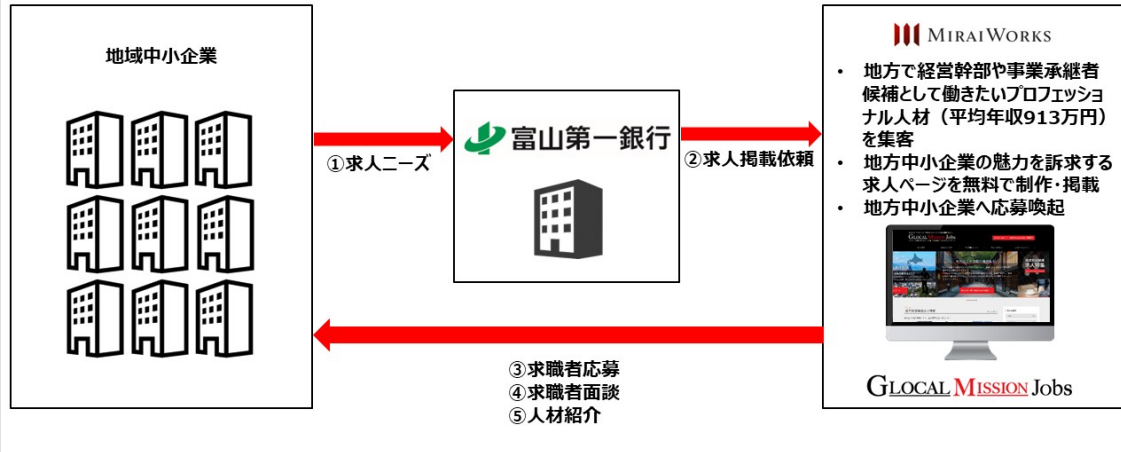 地域中小企業
①求人ニーズ
富山第一銀行
②求人掲載依頼
MIRAIWORKS
・ 地方で経営幹部や事業承継者
候補として働きたいプロフェッショ
ナル人材（平均年収913万円）
を集客
・ 地方中小企業の魅力を訴求する
求人ページを無料で制作・掲載
・ 地方中小企業へ応募喚起
GLOCAL MISSION Jobs
GLOCAL MISSION Jobs
③求職者応募
④求職者面談
⑤人材紹介